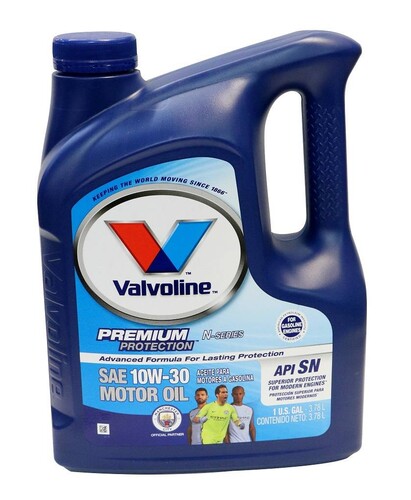 KEEPING THE WORLD MOVING SINCE 1866™
Valvoline™
Valvoline
PREMIUM
PROTECTION
N-SERIES
Advanced Formula For Lasting Protection
FOR
GASOLINE
ENGINES
SAE 10W-30
MOTOR OIL
ACEITE PARA
MOTORES A GASOLINA
API SN
SUPERIOR PROTECTION
FOR MODERN ENGINES
PROTECCIÓN SUPERIOR PARA
MOTORES MODERNOS
OFFICIAL PARTNER
1 U.S. GAL 3.78 L
CONTENIDO NETO: 3.78 L